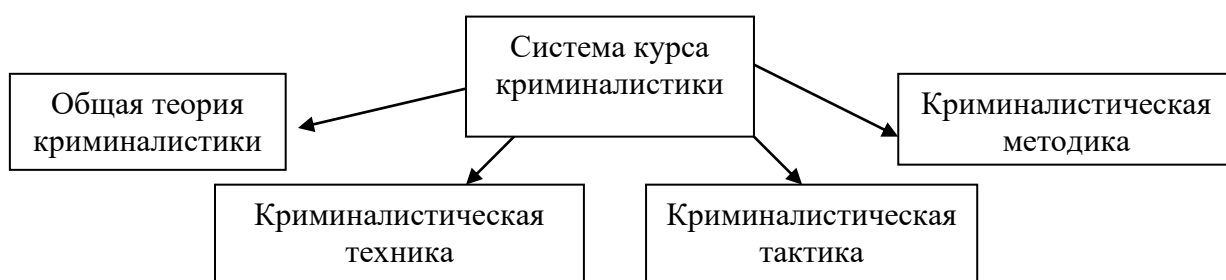 Система курса
криминалистики
Общая теория
криминалистики
Криминалистическая
методика
Криминалистическая
техника
Криминалистическая
тактика